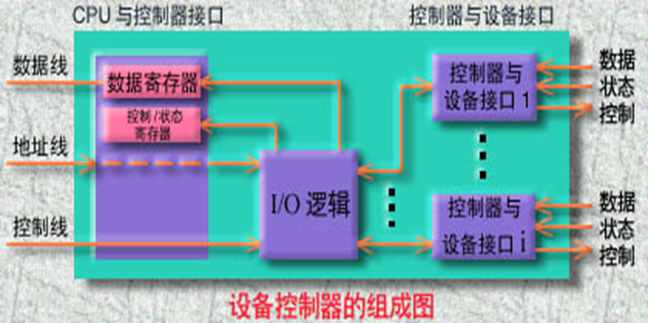 CPU 与控制器接口
控制器与设备接口
数据线
数据寄存器
控制/状态
寄存器
地址线
控制线
I/O 逻辑
控制器与
设备接口 1
数据
状态
控制
控制器与
设备接口 i
数据
状态
控制
设备控制器的组成图